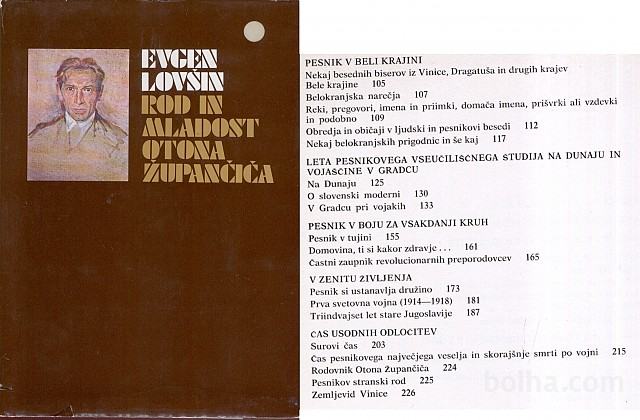 EVGEN
LOVŠIN
ROD IN
MLADOST
OTONA
ŽUPANČIČA
PESNIK V BELI KRAJINI
Nekaj besednih biserov iz Vinice, Dragatuša in drugih krajev
Bele krajine 105
Belokranjska narečja 107
Reki, pregovori, imena in priimki, domača imena, prišvrki ali vzdevki
in podobno 109
Obredja in običaji v ljudski in pesnikovi besedi 112
Nekaj belokranjskih prigodnic in še kaj 117
LETA PESNIKOVEGA VSEUČILIŠČNEGA ŠTUDIJA NA DUNAJU IN
VOJAŠČINE V GRADCU
Na Dunaju 125
O slovenski moderni 130
V Gradcu pri vojakih 133
PESNIK V BOJU ZA VSAKDANJI KRUH
Pesnik v tujini 155
Domovina, ti si kakor zdravje ... 161
Častni zaupnik revolucionarnih preporodovcev 165
V ZENITU ŽIVLJENJA
Pesnik si ustanavlja družino 173
Prva svetovna vojna (1914—1918) 181
Triindvajset let stare Jugoslavije 187
ČAS USODNIH ODLOČITEV
Surovi čas 203
Čas pesnikovega največjega veselja in skorajšnje smrti po vojni 215
Rodovnik Otona Župančiča 224
Pesnikov stranski rod 225
Zemljevid Vinice 226
bolha.com